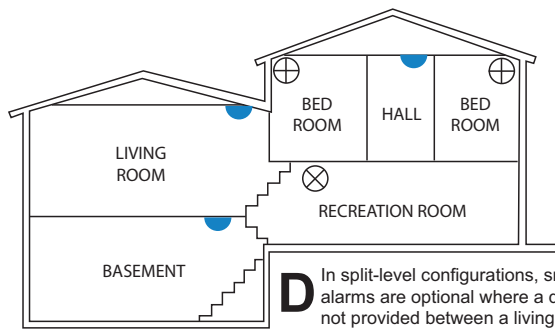 BED
ROOM
HALL
BED
ROOM
LIVING
ROOM
RECREATION ROOM
BASEMENT
D
In split-level configurations,
alarms are optional where a
not provided between a living